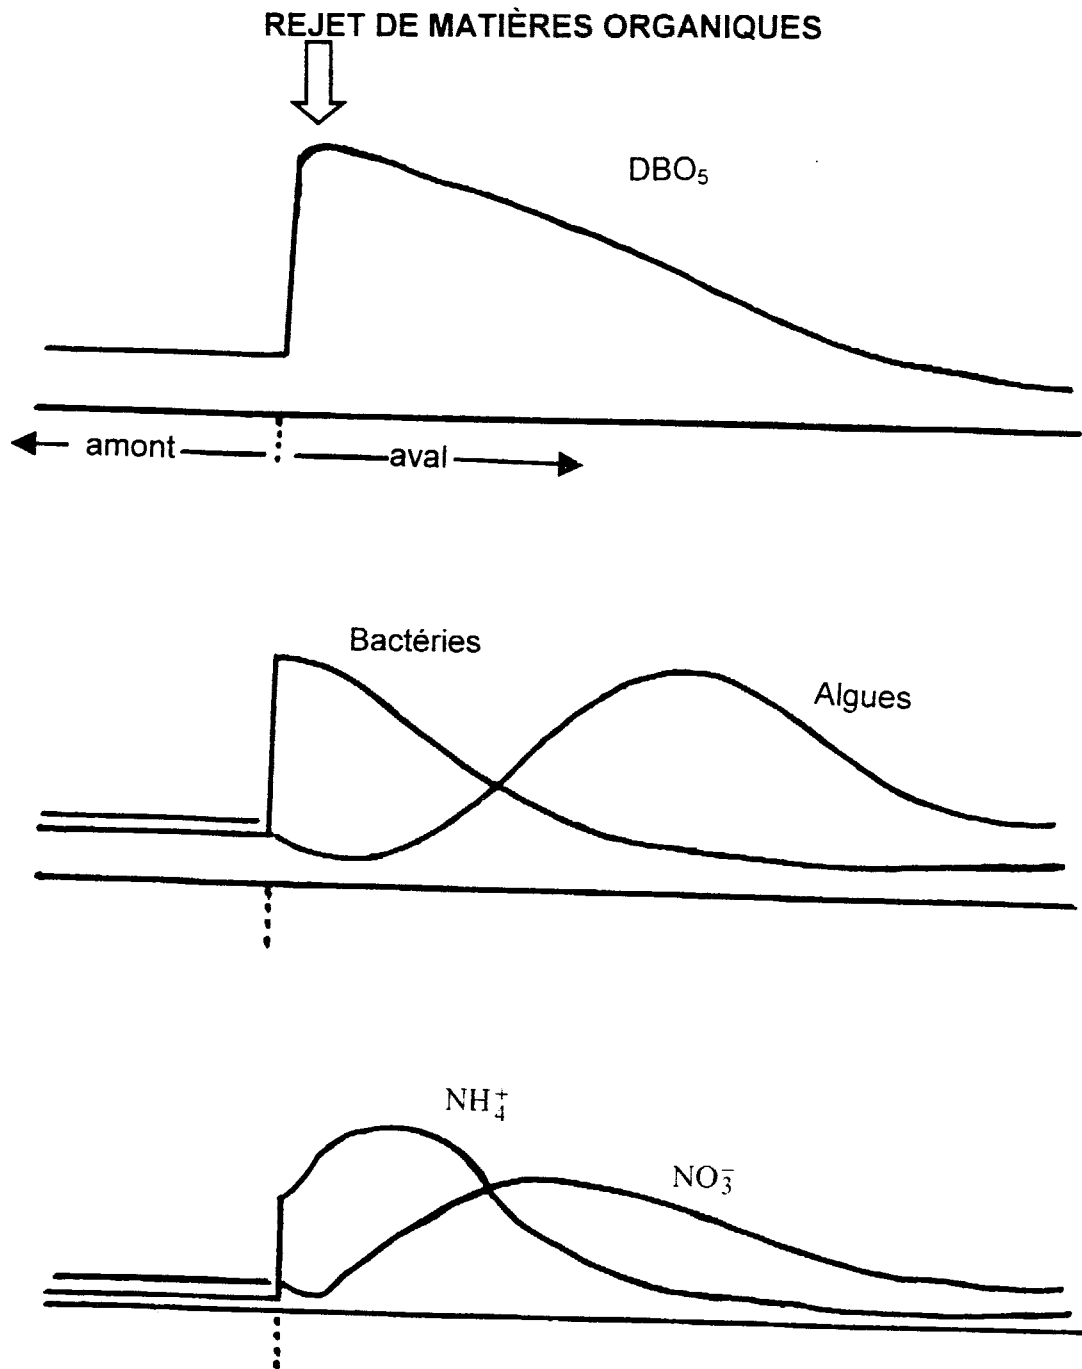 REJET DE MATIÈRES ORGANIQUES
DBO₅
amont aval
Bactéries
Algues
NH₄⁺
NO₃⁻